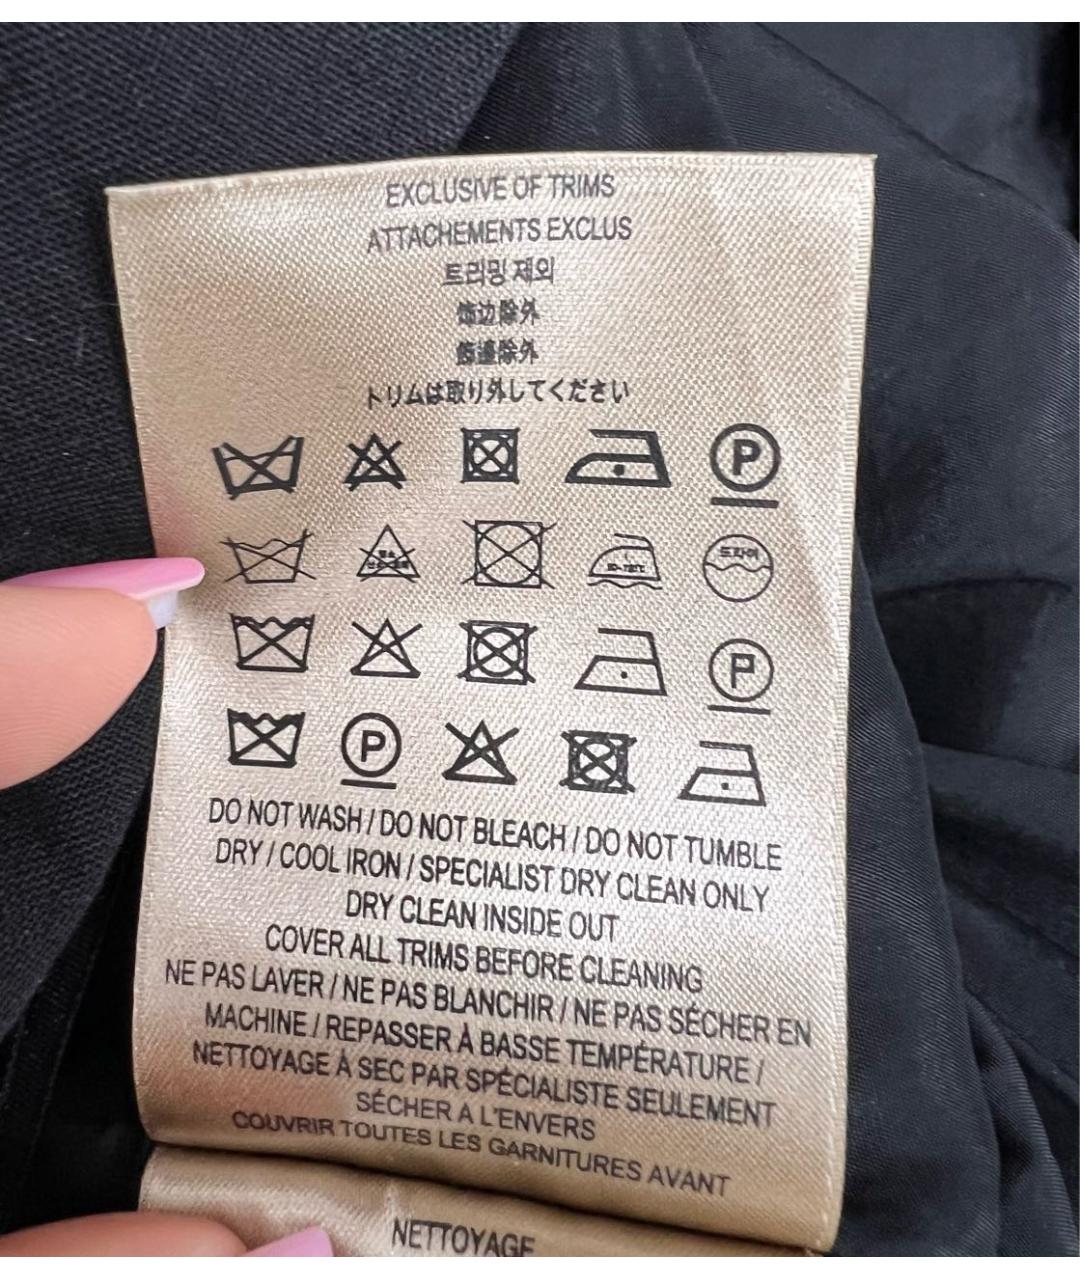 EXCLUSIVE OF TRIMS
ATTACHEMENTS EXCLUS
트리밍 제외
饰边除外
飾邊除外
トリムは取り外してください
P
드라이
P
P
DO NOT WASH / DO NOT BLEACH / DO NOT TUMBLE
DRY / COOL IRON / SPECIALIST DRY CLEAN ONLY
DRY CLEAN INSIDE OUT
COVER ALL TRIMS BEFORE CLEANING
NE PAS LAVER / NE PAS BLANCHIR / NE PAS SÉCHER EN
MACHINE / REPASSER À BASSE TEMPÉRATURE /
NETTOYAGE À SEC PAR SPÉCIALISTE SEULEMENT
SÉCHER A L'ENVERS
COUVRIR TOUTES LES GARNITURES AVANT
NETTOYAGE